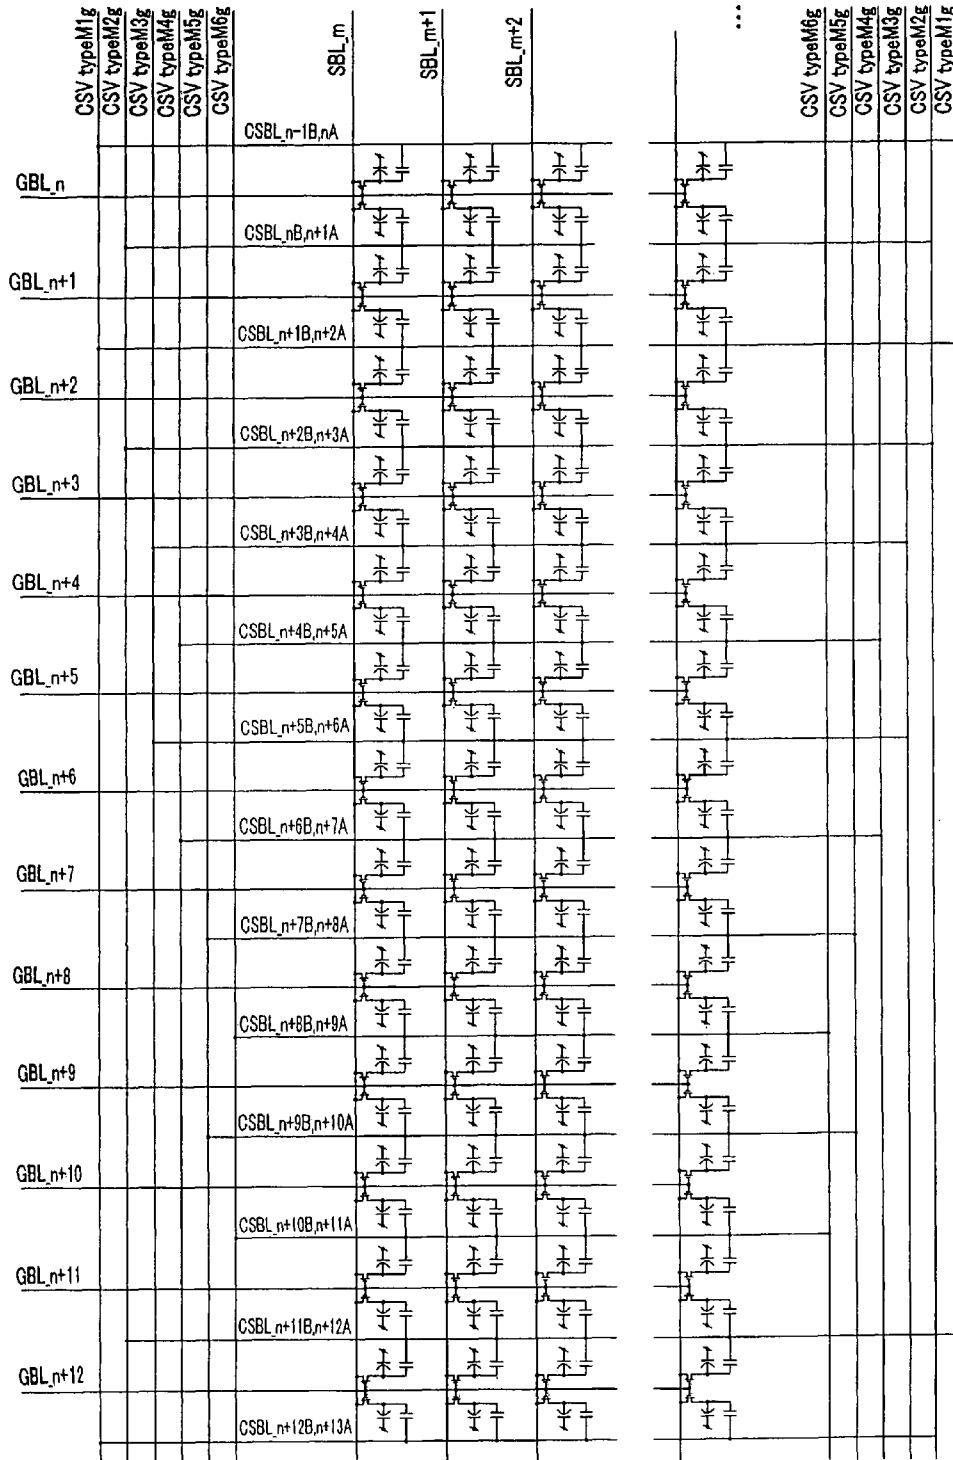 CSV typeM1g
CSV typeM2g
CSV typeM3g
CSV typeM4g
CSV typeM5g
CSV typeM6g
SBL_m
SBL_m+1
SBL_m+2
...
CSV typeM6g
CSV typeM5g
CSV typeM4g
CSV typeM3g
CSV typeM2g
CSV typeM1g
CSBL_n-1B,nA
GBL_n
CSBL_nB,n+1A
GBL_n+1
CSBL_n+1B,n+2A
GBL_n+2
CSBL_n+2B,n+3A
GBL_n+3
CSBL_n+3B,n+4A
GBL_n+4
CSBL_n+4B,n+5A
GBL_n+5
CSBL_n+5B,n+6A
GBL_n+6
CSBL_n+6B,n+7A
GBL_n+7
CSBL_n+7B,n+8A
GBL_n+8
CSBL_n+8B,n+9A
GBL_n+9
CSBL_n+9B,n+10A
GBL_n+10
CSBL_n+10B,n+11A
GBL_n+11
CSBL_n+11B,n+12A
GBL_n+12
CSBL_n+12B,n+13A